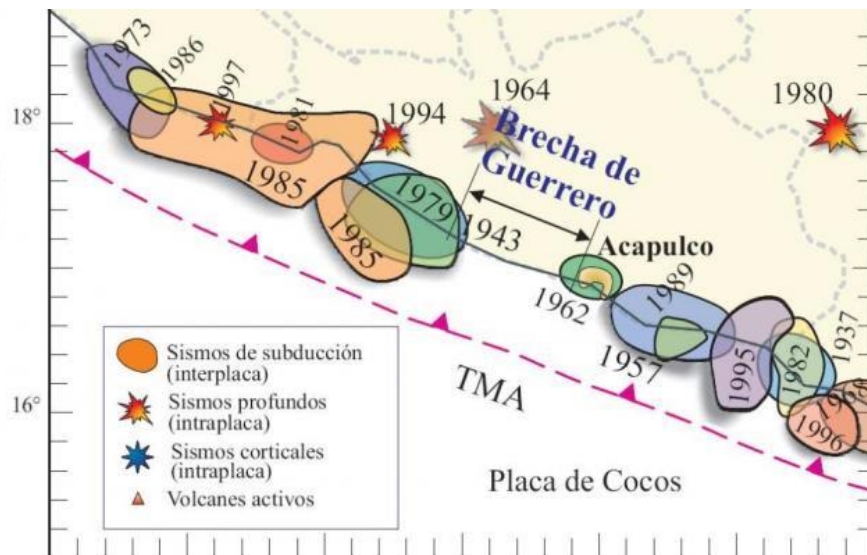 1973
1986
1997
1981
1994
1964
1980
18°
Brecha de
Guerrero
1985
1979
1985
1943
Acapulco
1962
1989
1957
1995
1982
1937
1996
16°
TMA
Placa de Cocos
Sismos de subducción
(interplaca)
Sismos profundos
(intraplaca)
Sismos corticales
(intraplaca)
Volcanes activos